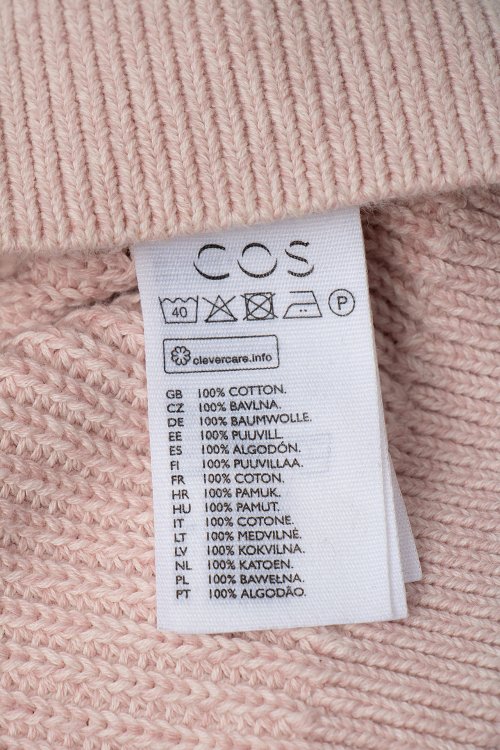 COS
40
P
clevercare.info
GB 100% COTTON.
CZ 100% BAVLNA.
DE 100% BAUMWOLLE.
EE 100% PUUVILL.
ES 100% ALGODÓN.
FI 100% PUUVILLAA.
FR 100% COTON.
HR 100% PAMUK.
HU 100% PAMUT.
IT 100% COTONE.
LT 100% MEDVILNĖ.
LV 100% KOKVILNA.
NL 100% KATOEN.
PL 100% BAWEŁNA.
PT 100% ALGODÃO.